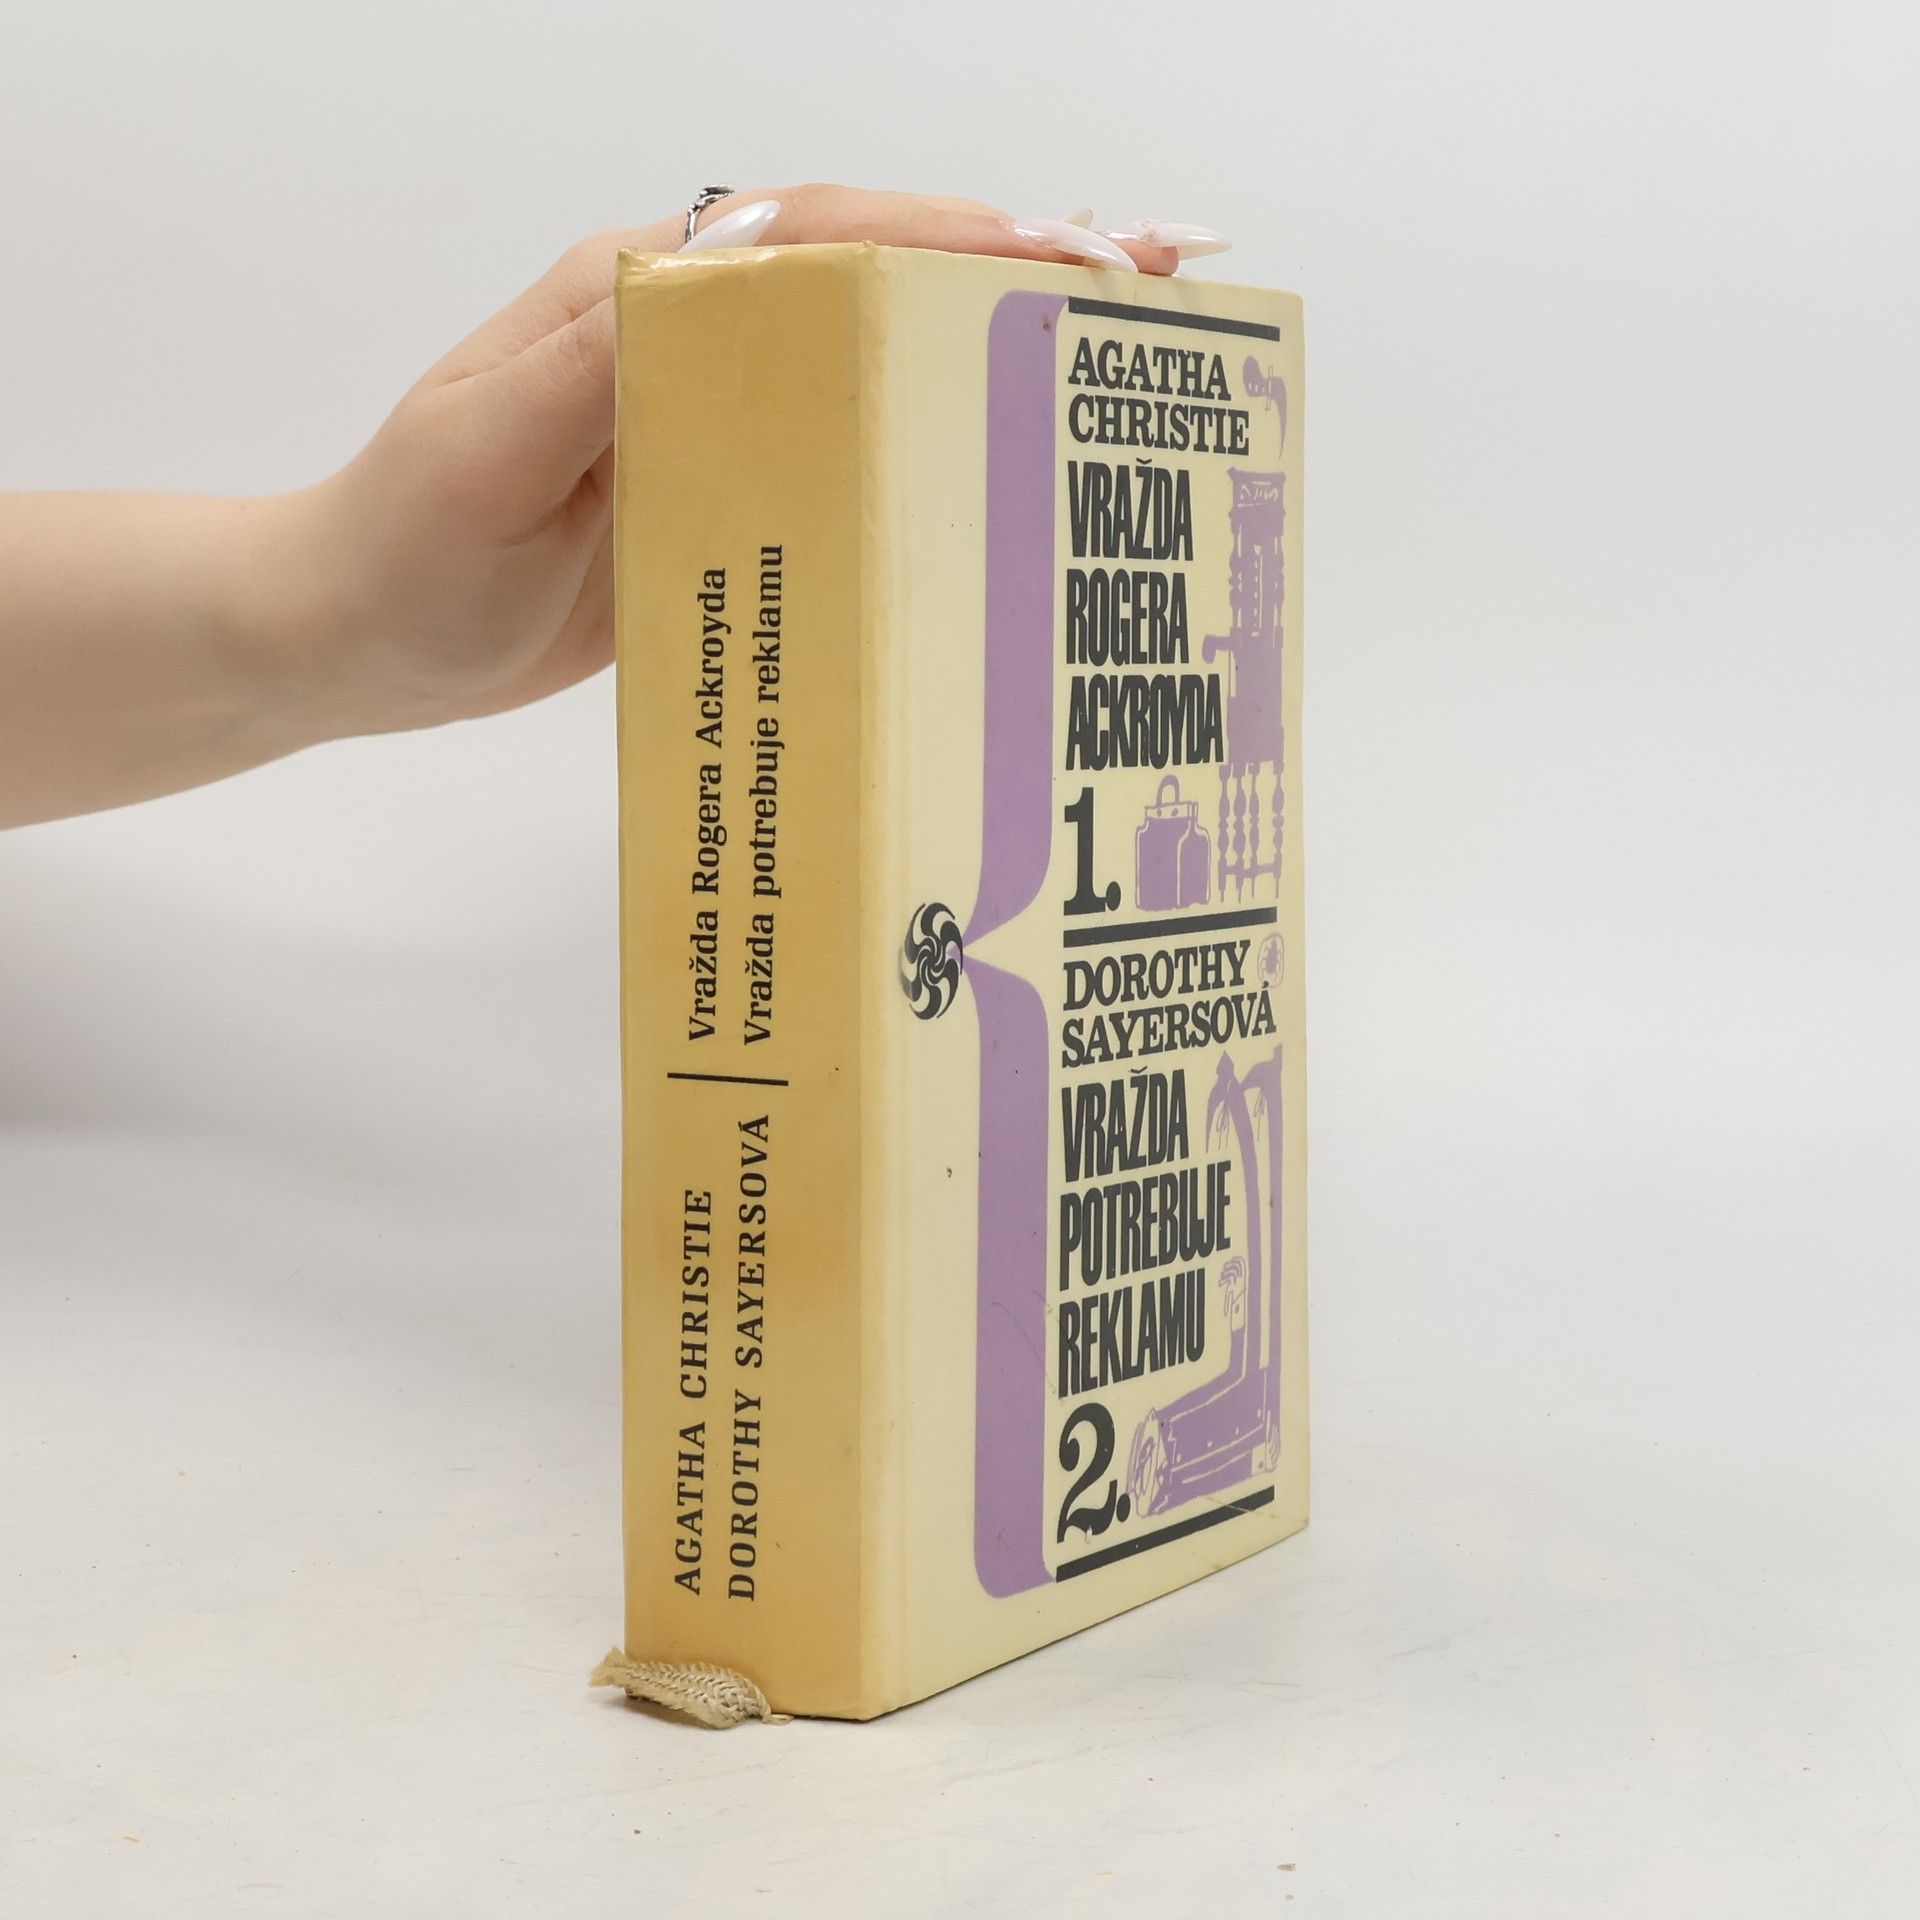 AGATHA CHRISTIE
DOROTHY SAYERSOVÁ
Vražda Rogera Ackroyda
Vražda potrebuje reklamu
AGATHA
CHRISTIE
VRAŽDA
ROGERA
ACKROYDA
1.
DOROTHY
SAYERSOVÁ
VRAŽDA
POTREBUJE
REKLAMU
2.